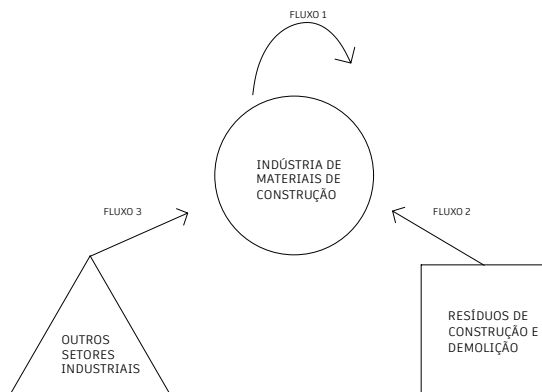 FLUXO 1
INDÚSTRIA DE
MATERIAIS DE
CONSTRUÇÃO
FLUXO 3
FLUXO 2
OUTROS
SETORES
INDUSTRIAIS
RESÍDUOS DE
CONSTRUÇÃO E
DEMOLIÇÃO